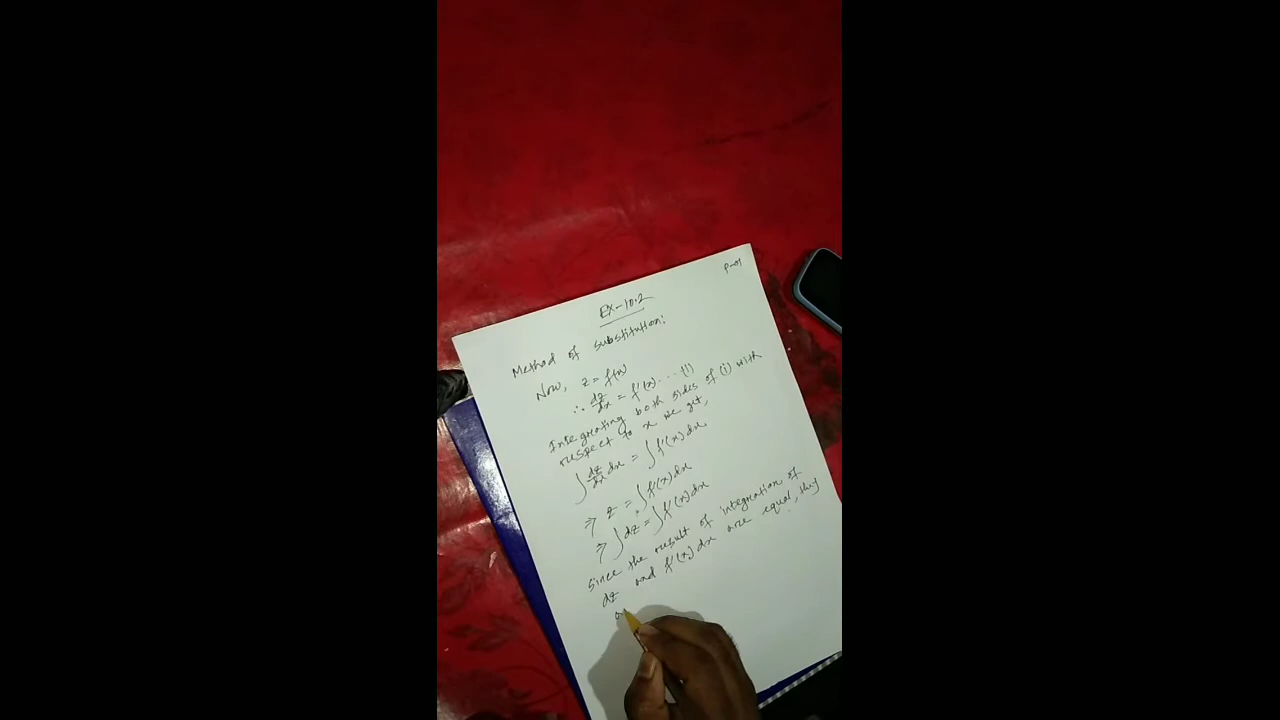 P-01
EX-10.2
Method of substitution:
Now, z = f(x)
∴ dz/dx = f'(x) ...(i)
Integrating both sides of (i) with
respect to x we get,
∫ dz/dx dx = ∫ f'(x) dx.
⇒ z = ∫ f'(x) dx
⇒ ∫ dz = ∫ f'(x) dx
Since the result of integration of
dz and f'(x) dx are equal, they